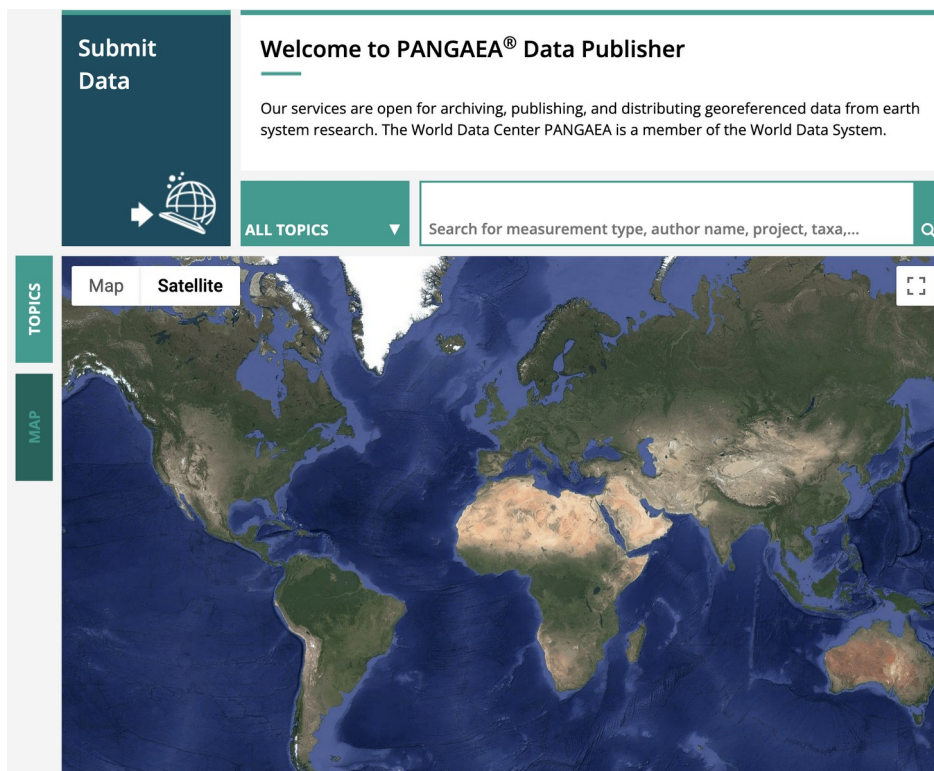 Submit
Data
Welcome to PANGAEA® Data Publisher
Our services are open for archiving, publishing, and distributing georeferenced data from earth
system research. The World Data Center PANGAEA is a member of the World Data System.
ALL TOPICS ▼
Search for measurement type, author name, project, taxa,...
TOPICS
MAP
Map
Satellite